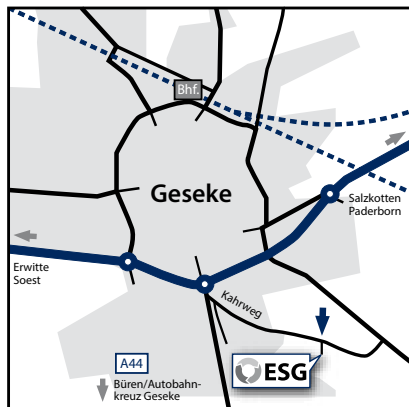 Bhf.
Geseke
Salzkotten
Paderborn
Erwitte
Soest
Kahrweg
A44
ESG
Büren/Autobahn-
kreuz Geseke